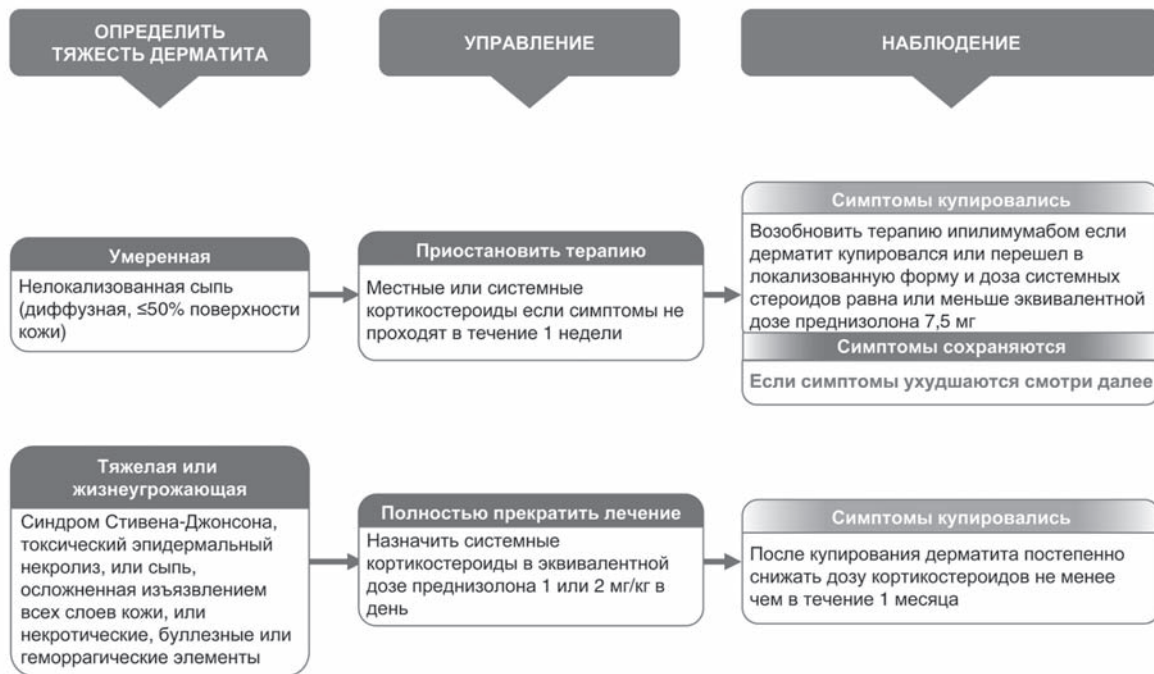 ОПРЕДЕЛИТЬ
ТЯЖЕСТЬ ДЕРМАТИТА
УПРАВЛЕНИЕ
НАБЛЮДЕНИЕ
Умеренная
Нелокализованная сыпь
(диффузная, ≤50% поверхности
кожи)
Приостановить терапию
Местные или системные
кортикостероиды если симптомы не
проходят в течение 1 недели
Симптомы купировались
Возобновить терапию ипилимумабом если
дерматит купировался или перешел в
локализованную форму и доза системных
стероидов равна или меньше эквивалентной
дозе преднизолона 7,5 мг
Симптомы сохраняются
Если симптомы ухудшаются смотри далее
Тяжелая или
жизнеугрожающая
Синдром Стивена-Джонсона,
токсический эпидермальный
некролиз, или сыпь,
осложненная изъязвлением
всех слоев кожи, или
некротические, буллезные или
геморрагические элементы
Полностью прекратить лечение
Назначить системные
кортикостероиды в эквивалентной
дозе преднизолона 1 или 2 мг/кг в
день
Симптомы купировались
После купирования дерматита постепенно
снижать дозу кортикостероидов не менее
чем в течение 1 месяца